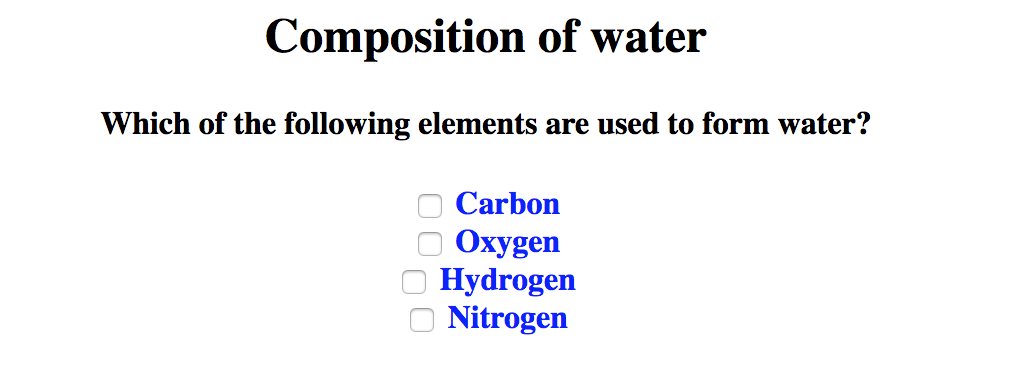 Composition of water
Which of the following elements are used to form water?
Carbon
Oxygen
Hydrogen
Nitrogen